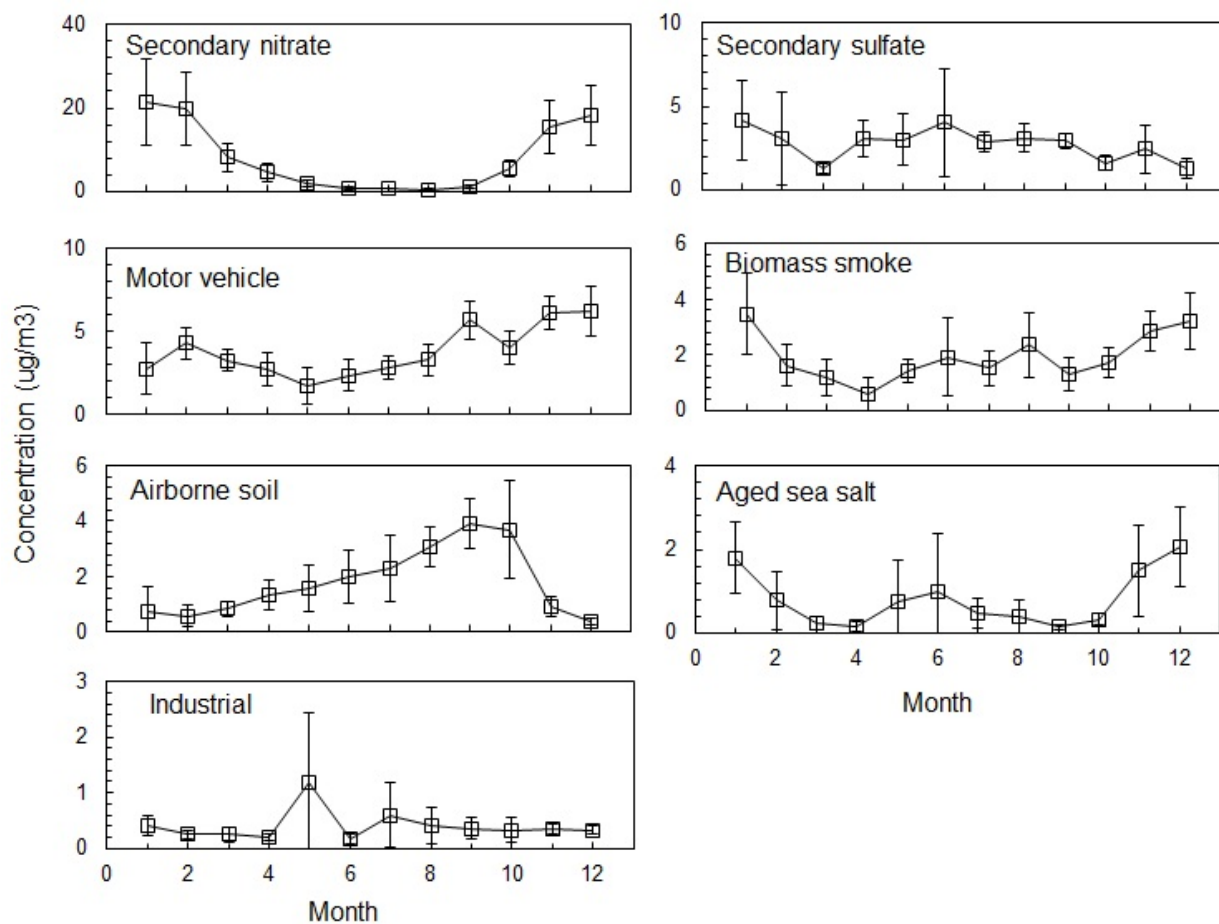 Concentration (ug/m3)
Secondary nitrate
40
20
0
Secondary sulfate
10
5
0
Motor vehicle
10
5
0
Biomass smoke
6
4
2
0
Airborne soil
6
4
2
0
Aged sea salt
4
2
0
0 2 4 6 8 10 12
Month
Industrial
3
2
1
0
0 2 4 6 8 10 12
Month